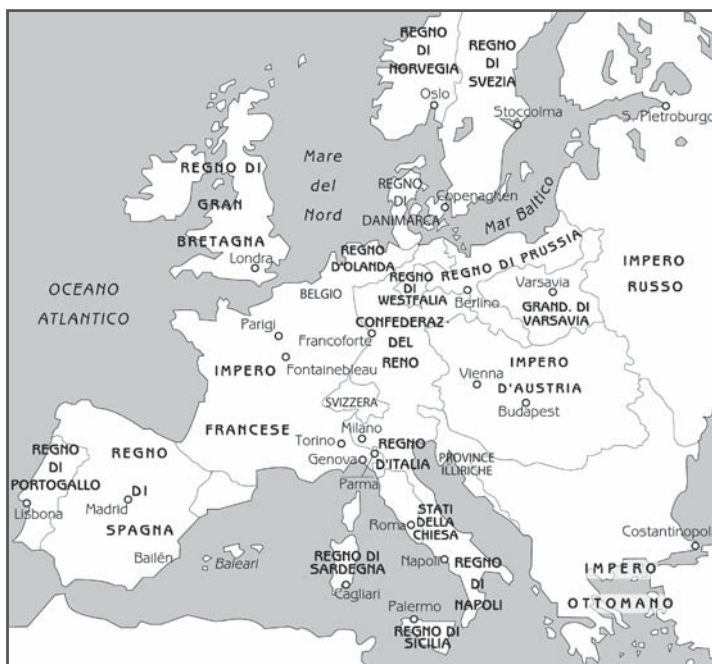 REGNO
DI
NORVEGIA
REGNO
DI
SVEZIA
Oslo
Stoccolma
S. Pietroburgo
Mare
del
Nord
REGNO DI
GRAN
BRETAGNA
Londra
REGNO
DI
DANIMARCA
Copenaghen
Mar Baltico
REGNO
D'OLANDA
REGNO DI PRUSSIA
REGNO
DI
WESTFALIA
Berlino
Varsavia
GRAND. DI
VARSAVIA
IMPERO
RUSSO
OCEANO
ATLANTICO
BELGIO
Parigi
Francoforte
CONFEDERAZ.
DEL
RENO
Fontainebleau
IMPERO
FRANCESE
IMPERO
D'AUSTRIA
Vienna
Budapest
SVIZZERA
Milano
Torino
Genova
Parma
REGNO
D'ITALIA
PROVINCE
ILLIRICHE
REGNO
DI
PORTOGALLO
Lisbona
REGNO
DI
SPAGNA
Madrid
Bailén
Baleari
STATI
DELLA
CHIESA
Roma
REGNO DI
SARDEGNA
Cagliari
Napoli
REGNO
DI
NAPOLI
Palermo
REGNO DI
SICILIA
Costantinopoli
IMPERO
OTTOMANO